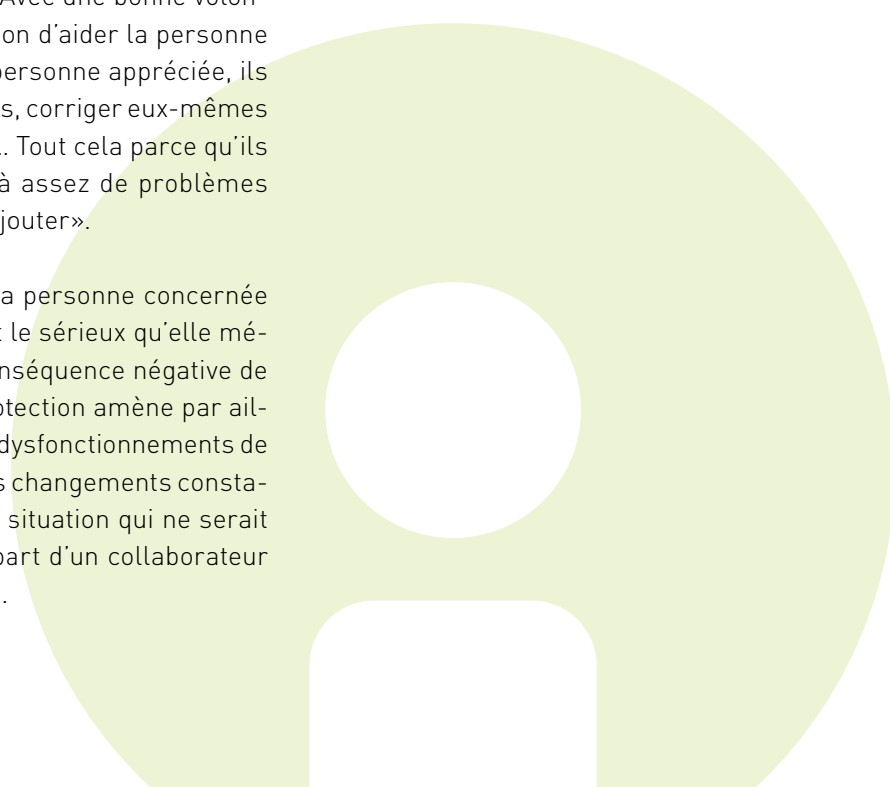 Avec une bonne volon-
on d'aider la personne
personne appréciée, ils
s, corriger eux-mêmes
. Tout cela parce qu'ils
à assez de problèmes
jouter».
a personne concernée
t le sérieux qu'elle mé-
nséquence négative de
otection amène par ail-
dysfonctionnements de
s changements consta-
situation qui ne serait
part d'un collaborateur
.